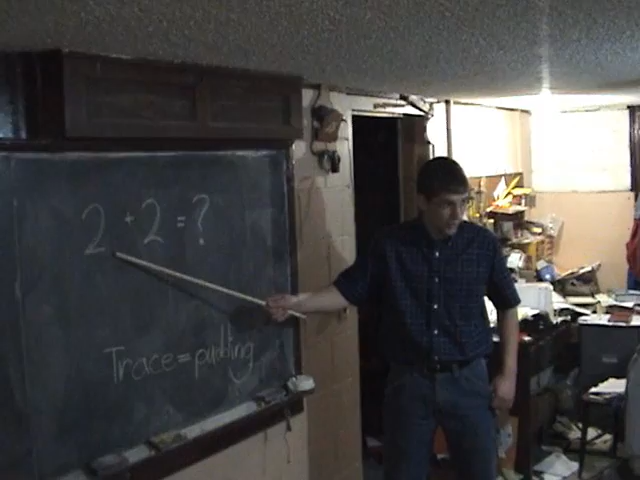 2 + 2 = ?
Trace = pudding